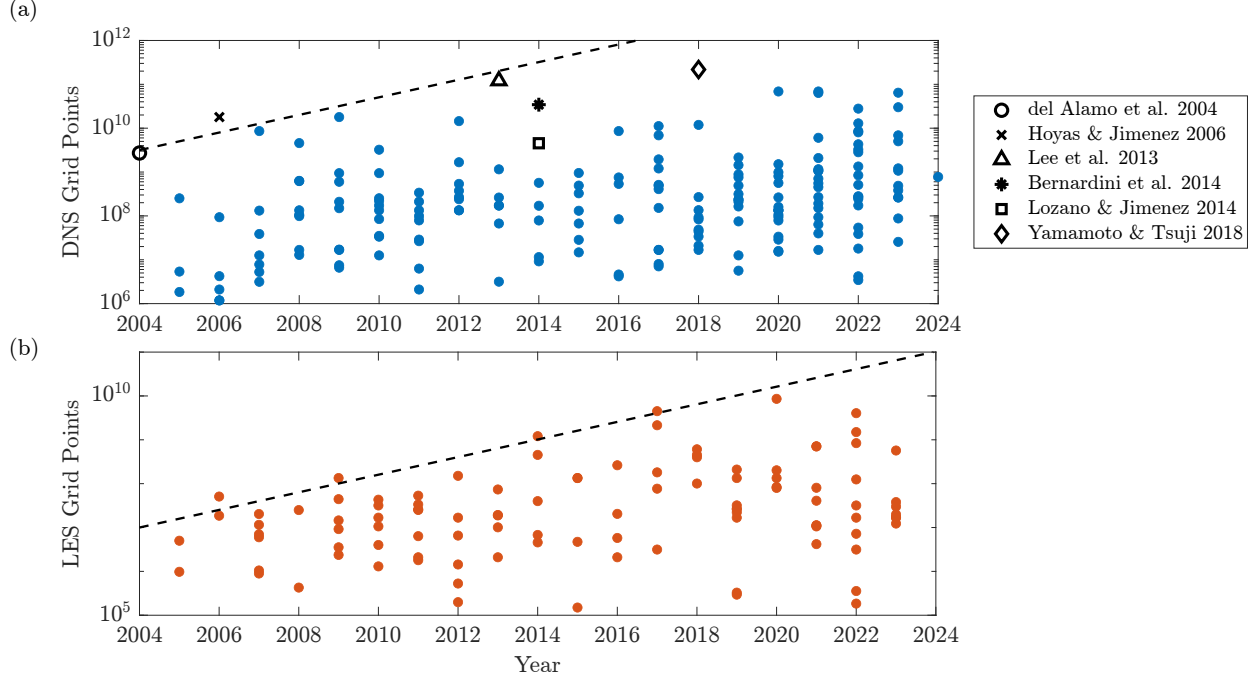 (a)
10^12
10^10
10^8
10^6
DNS Grid Points
2004 2006 2008 2010 2012 2014 2016 2018 2020 2022 2024
del Alamo et al. 2004
Hoyas & Jimenez 2006
Lee et al. 2013
Bernardini et al. 2014
Lozano & Jimenez 2014
Yamamoto & Tsuji 2018
(b)
10^10
10^5
LES Grid Points
2004 2006 2008 2010 2012 2014 2016 2018 2020 2022 2024
Year